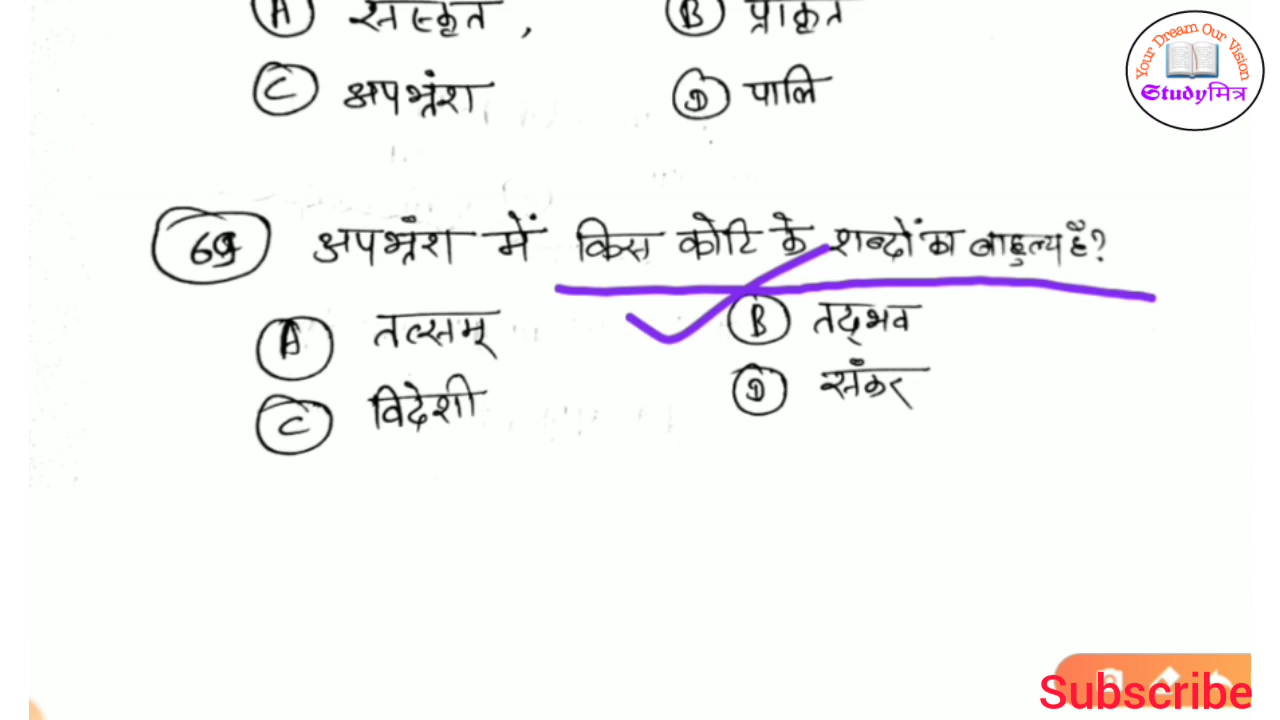 A संस्कृत , B प्राकृत
C अपभ्रंश D पालि
Your Dream Our Vision
Studyमित्र
69 अपभ्रंश में किस कोटि के शब्दों का बाहुल्य है?
A तत्सम् B तद्भव
C विदेशी D संकर
Subscribe